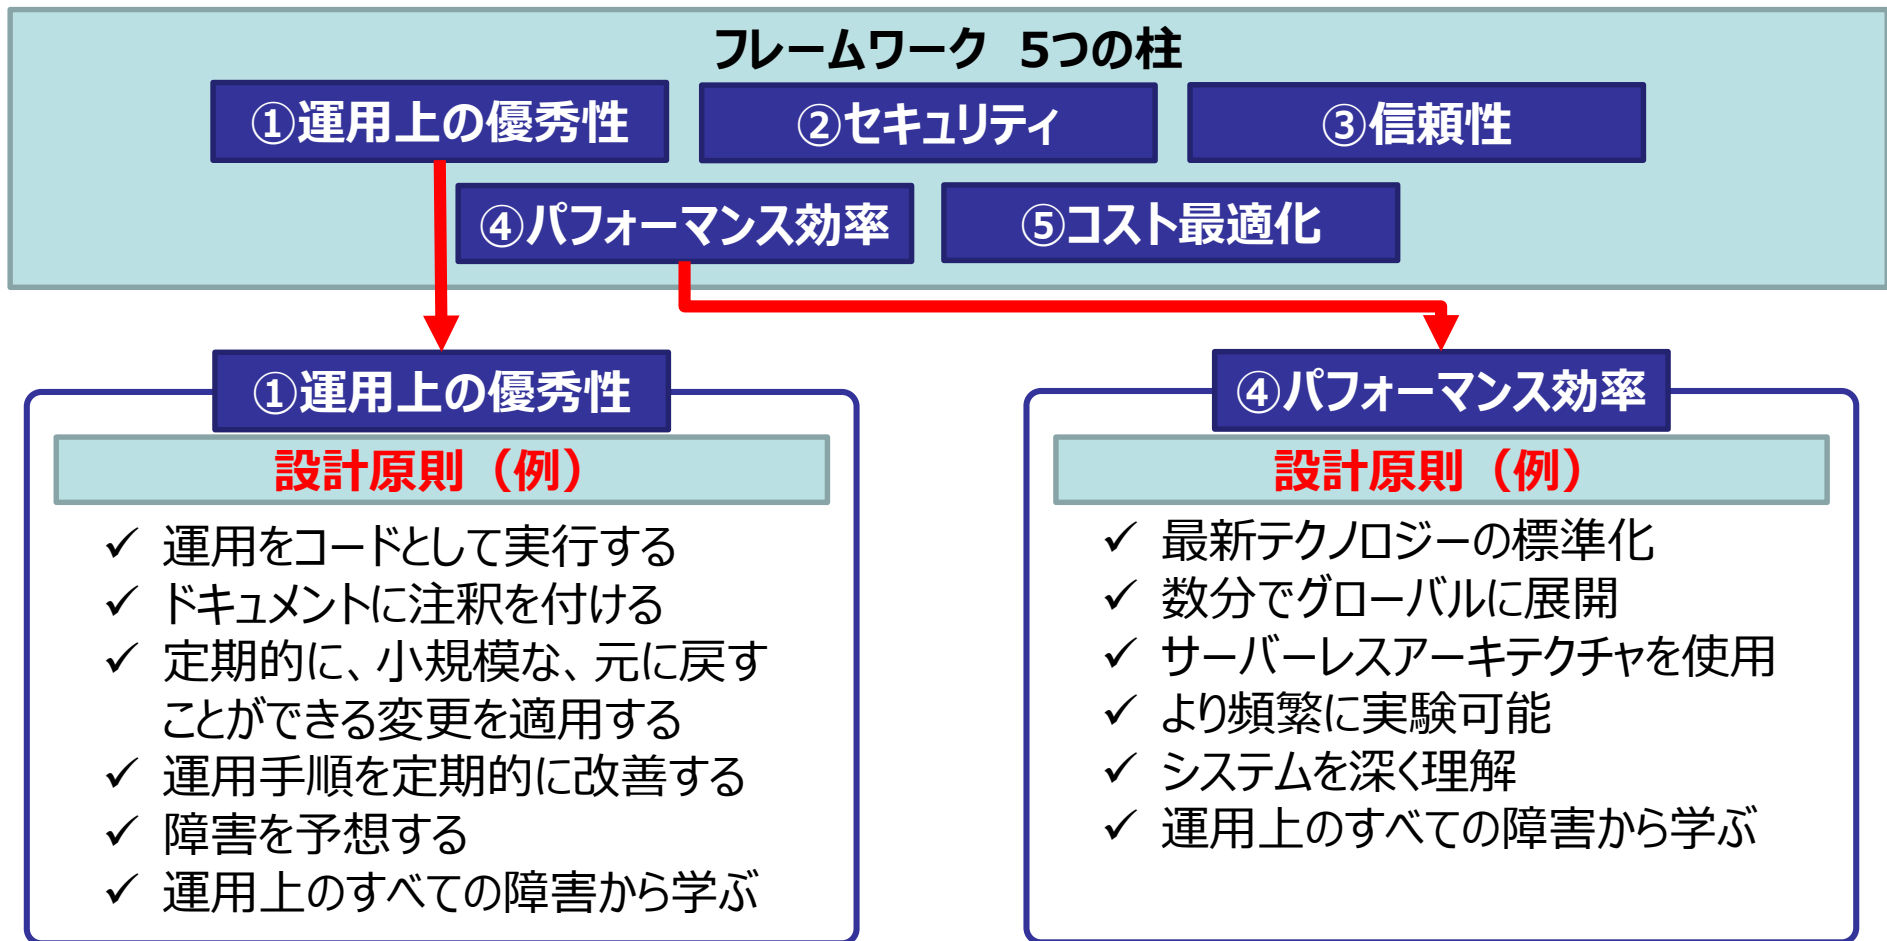 フレームワーク 5つの柱
①運用上の優秀性
②セキュリティ
③信頼性
④パフォーマンス効率
⑤コスト最適化
①運用上の優秀性
設計原則（例）
✓ 運用をコードとして実行する
✓ ドキュメントに注釈を付ける
✓ 定期的に、小規模な、元に戻す
ことができる変更を適用する
✓ 運用手順を定期的に改善する
✓ 障害を予想する
✓ 運用上のすべての障害から学ぶ
④パフォーマンス効率
設計原則（例）
✓ 最新テクノロジーの標準化
✓ 数分でグローバルに展開
✓ サーバーレスアーキテクチャを使用
✓ より頻繁に実験可能
✓ システムを深く理解
✓ 運用上のすべての障害から学ぶ